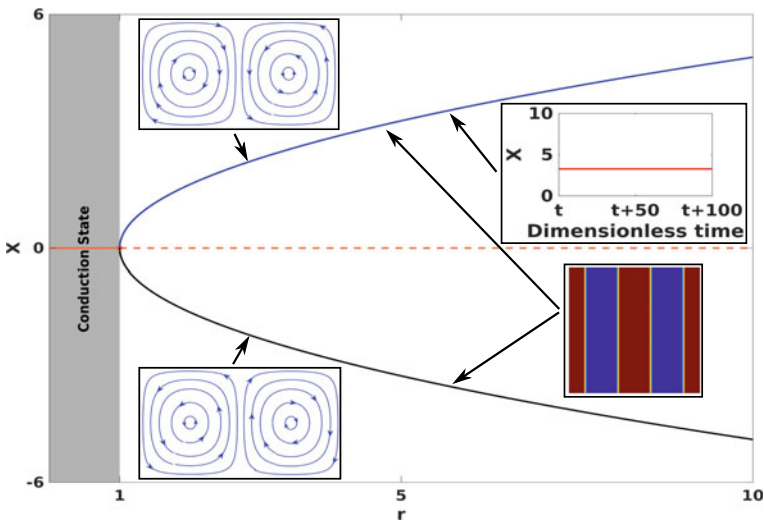 6
Conduction State
X
0
-6
1
5
10
r
10
X
5
0
t
t+50
t+100
Dimensionless time